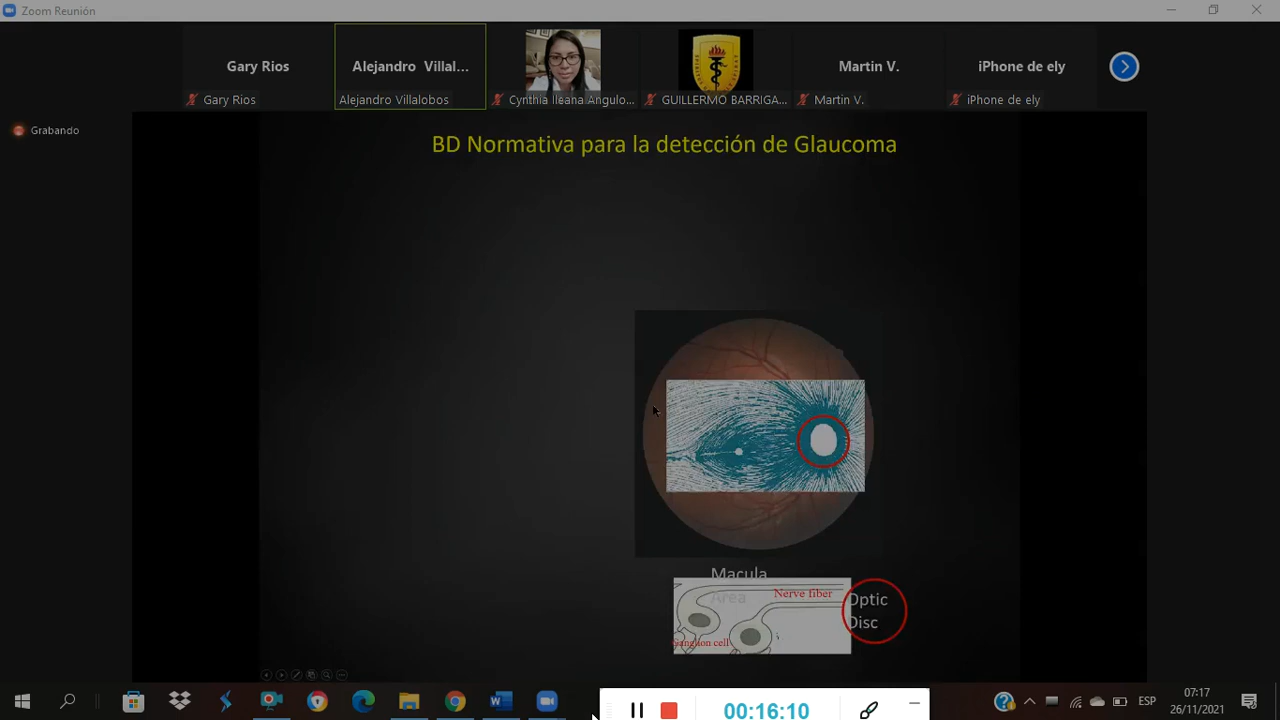 Zoom Reunión
Gary Rios
Alejandro Villal...
Martin V.
iPhone de ely
Gary Rios
Alejandro Villalobos
Cynthia Ileana Angulo...
GUILLERMO BARRIGA...
Martin V.
iPhone de ely
Grabando
BD Normativa para la detección de Glaucoma
Macula
Area
Nerve fiber
Ganglion cell
Optic
Disc
ESP
07:17
26/11/2021
00:16:10